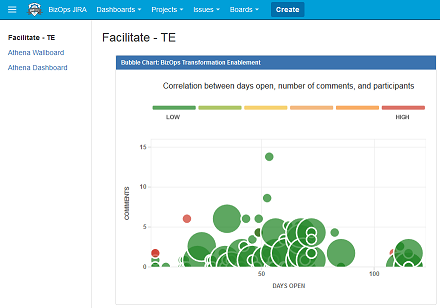 BizOps JIRA Dashboards Projects Issues Boards Create
Facilitate - TE
Athena Wallboard
Athena Dashboard
Facilitate - TE
Bubble Chart: BizOps Transformation Enablement
Correlation between days open, number of comments, and participants
LOW HIGH
15
10
5
0
COMMENTS
50 100
DAYS OPEN